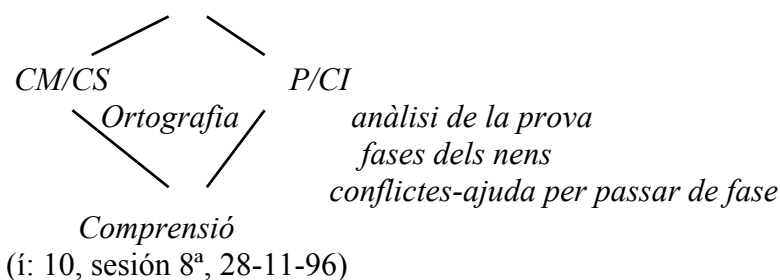 CM/CS P/CI
Ortografia anàlisi de la prova
fases dels nens
conflictes-ajuda per passar de fase
Comprensió
(í: 10, sesión 8ª, 28-11-96)